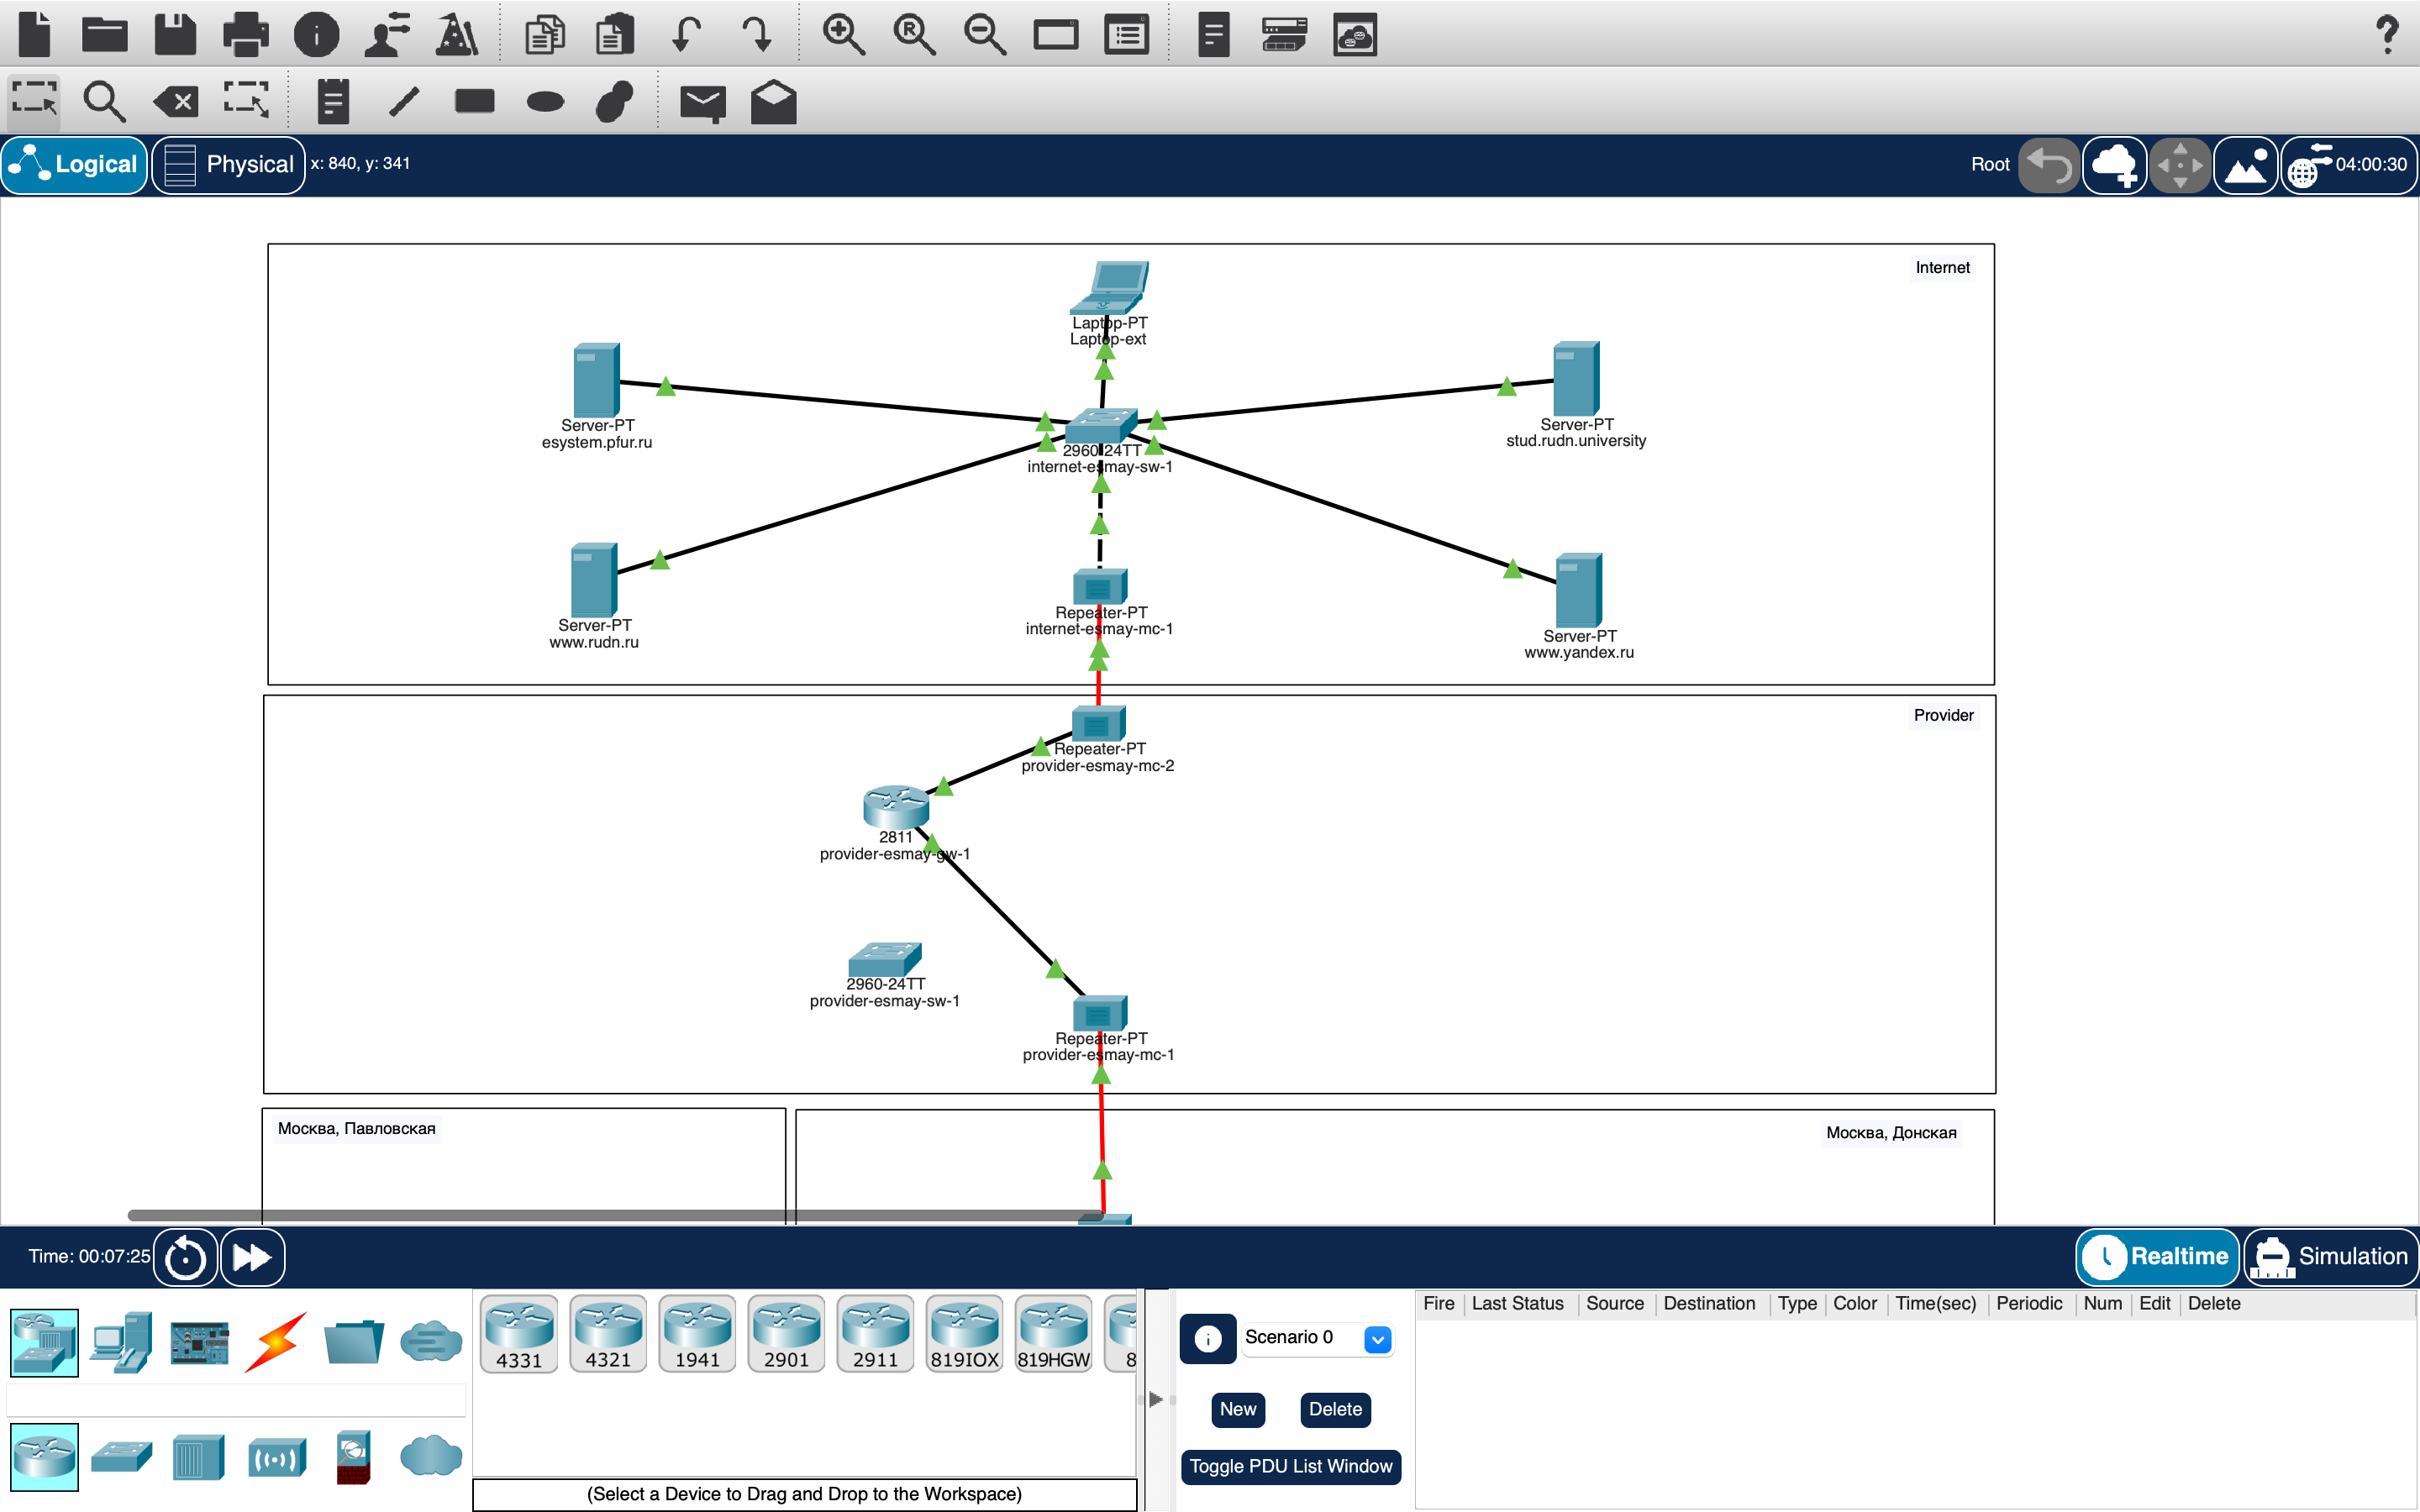 R
?
Logical
Physical
x: 840, y: 341
Root
04:00:30
Internet
Laptop-PT
Laptop-ext
Server-PT
esystem.pfur.ru
Server-PT
stud.rudn.university
2960-24TT
internet-esmay-sw-1
Server-PT
www.rudn.ru
Repeater-PT
internet-esmay-mc-1
Server-PT
www.yandex.ru
Provider
Repeater-PT
provider-esmay-mc-2
2811
provider-esmay-gw-1
2960-24TT
provider-esmay-sw-1
Repeater-PT
provider-esmay-mc-1
Москва, Павловская
Москва, Донская
Time: 00:07:25
Realtime
Simulation
4331
4321
1941
2901
2911
819IOX
819HGW
8
(Select a Device to Drag and Drop to the Workspace)
Scenario 0
New
Delete
Toggle PDU List Window
Fire
Last Status
Source
Destination
Type
Color
Time(sec)
Periodic
Num
Edit
Delete